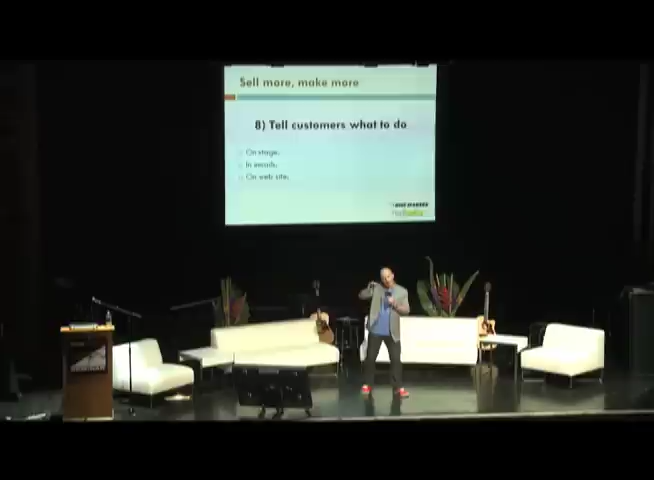 Sell more, make more
8) Tell customers what to do
On stage.
In emails.
On web site.